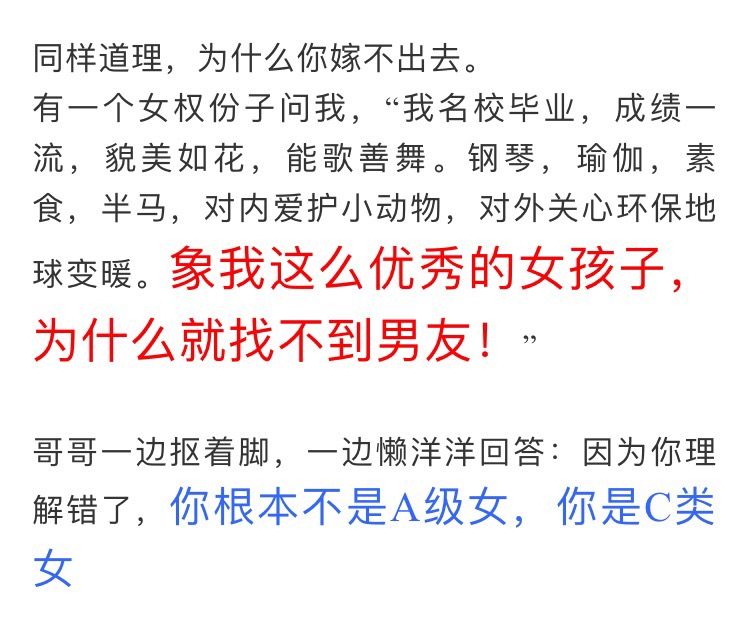 同样道理，为什么你嫁不出去。
有一个女权份子问我，“我名校毕业，成绩一
流，貌美如花，能歌善舞。钢琴，瑜伽，素
食，半马，对内爱护小动物，对外关心环保地
球变暖。象我这么优秀的女孩子，
为什么就找不到男友！”
哥哥一边抠着脚，一边懒洋洋回答：因为你理
解错了，你根本不是A级女，你是C类
女